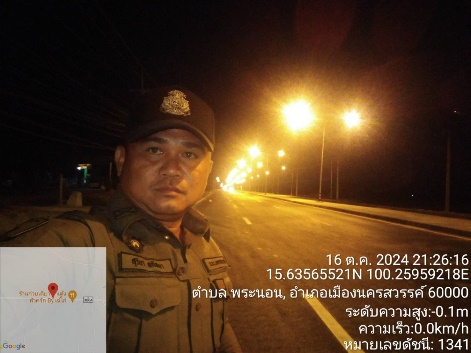 16 ต.ค. 2024 21:26:16
15.63565521N 100.25959218E
ตำบล พระนอน, อำเภอเมืองนครสวรรค์ 60000
ระดับความสูง:-0.1m
ความเร็ว:0.0km/h
หมายเลขดัชนี: 1341
Google